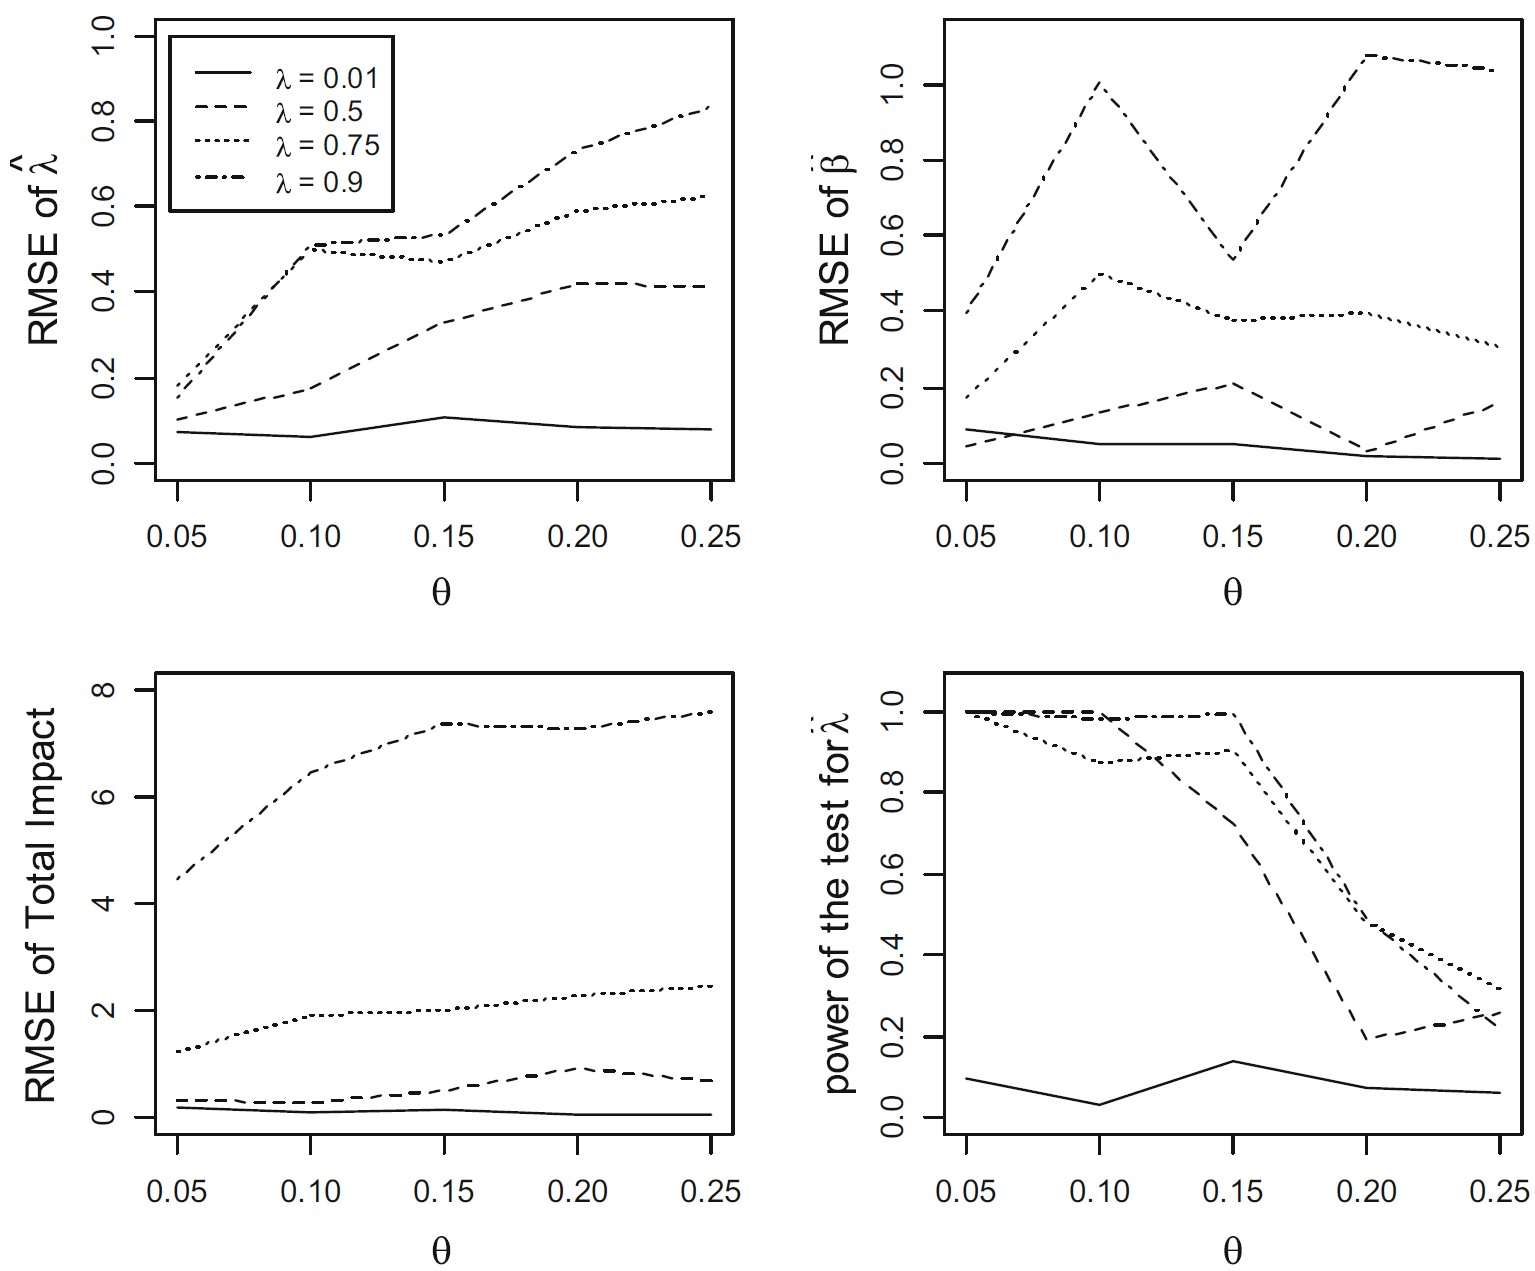 RMSE of λ̂
1.0
0.8
0.6
0.4
0.2
0.0
λ = 0.01
λ = 0.5
λ = 0.75
λ = 0.9
0.05 0.10 0.15 0.20 0.25
θ
RMSE of β̂
1.0
0.8
0.6
0.4
0.2
0.0
0.05 0.10 0.15 0.20 0.25
θ
RMSE of Total Impact
8
6
4
2
0
0.05 0.10 0.15 0.20 0.25
θ
power of the test for λ̂
1.0
0.8
0.6
0.4
0.2
0.0
0.05 0.10 0.15 0.20 0.25
θ